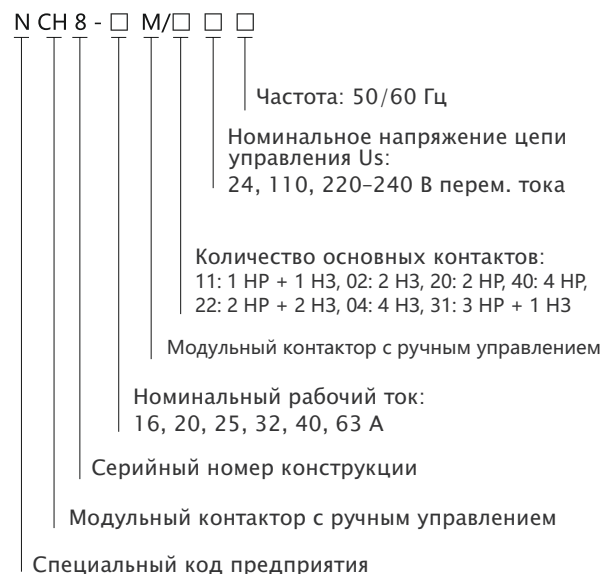 N CH 8 - □ M/□ □ □
Частота: 50/60 Гц
Номинальное напряжение цепи
управления Us:
24, 110, 220–240 В перем. тока
Количество основных контактов:
11: 1 НР + 1 НЗ, 02: 2 НЗ, 20: 2 НР, 40: 4 НР,
22: 2 НР + 2 НЗ, 04: 4 НЗ, 31: 3 НР + 1 НЗ
Модульный контактор с ручным управлением
Номинальный рабочий ток:
16, 20, 25, 32, 40, 63 А
Серийный номер конструкции
Модульный контактор с ручным управлением
Специальный код предприятия